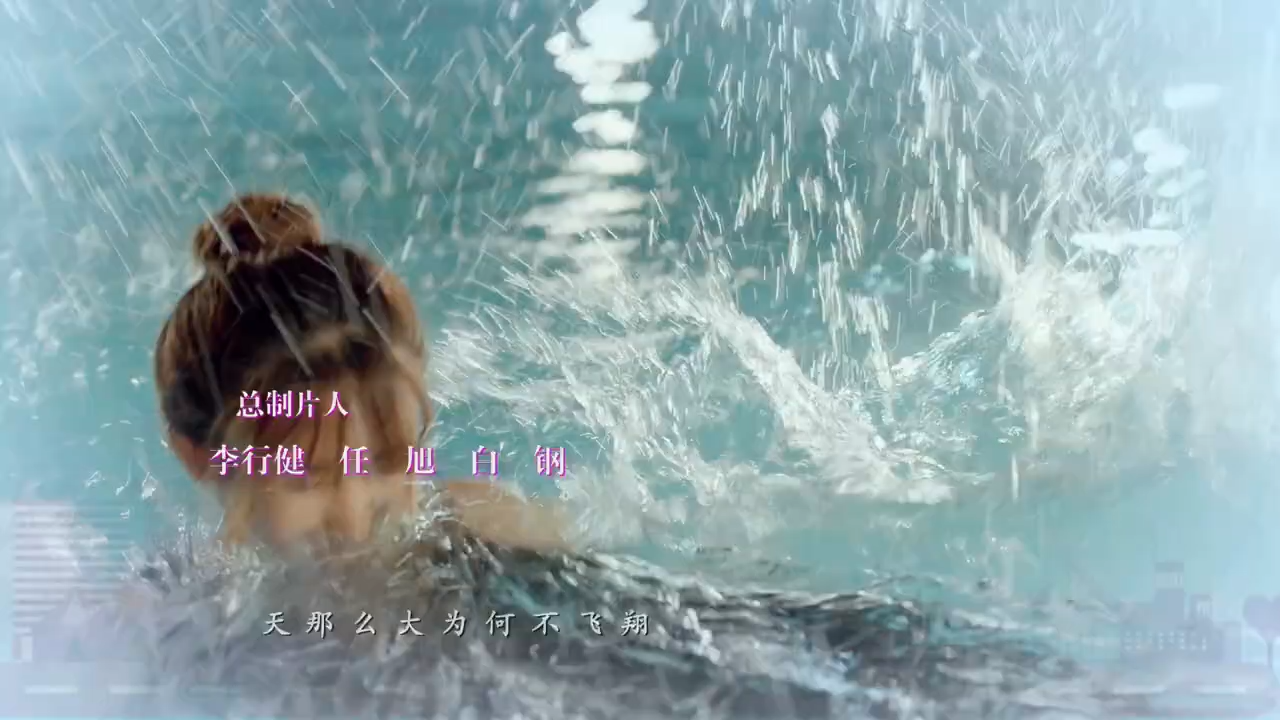 总制片人
李行健 任旭 白钢
天那么大为何不飞翔